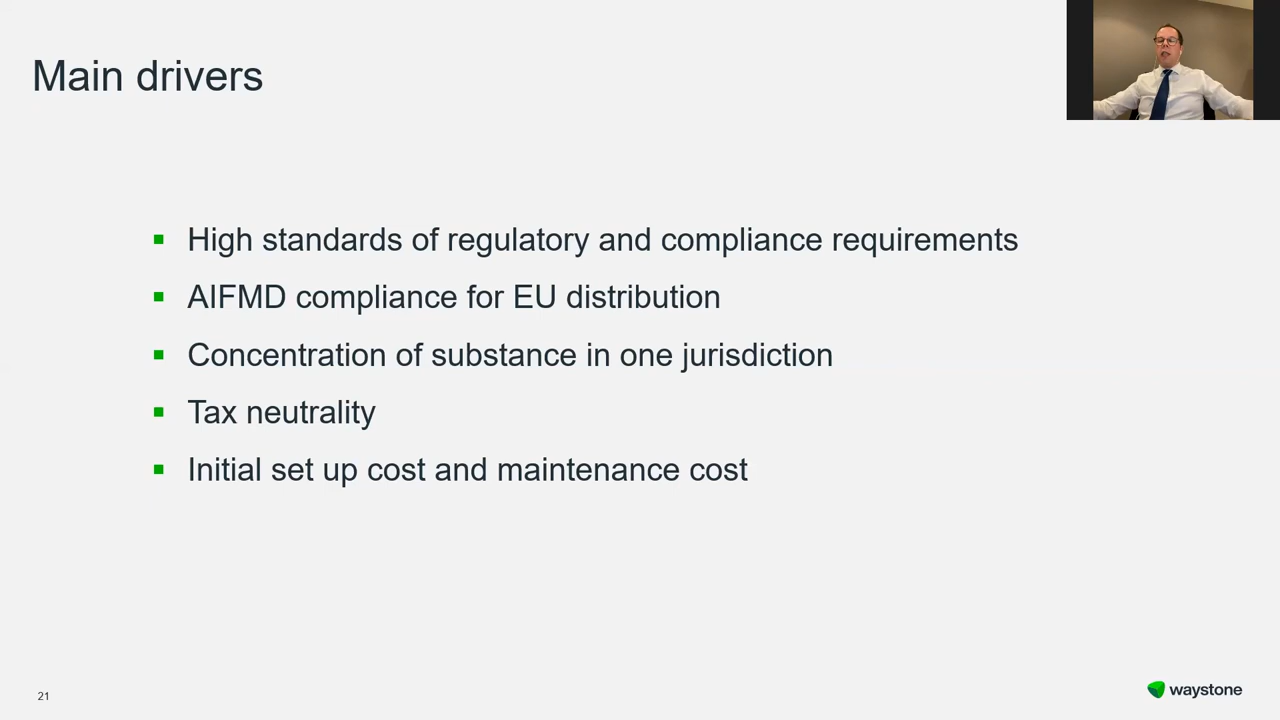 Main drivers
High standards of regulatory and compliance requirements
AIFMD compliance for EU distribution
Concentration of substance in one jurisdiction
Tax neutrality
Initial set up cost and maintenance cost
21
waystone